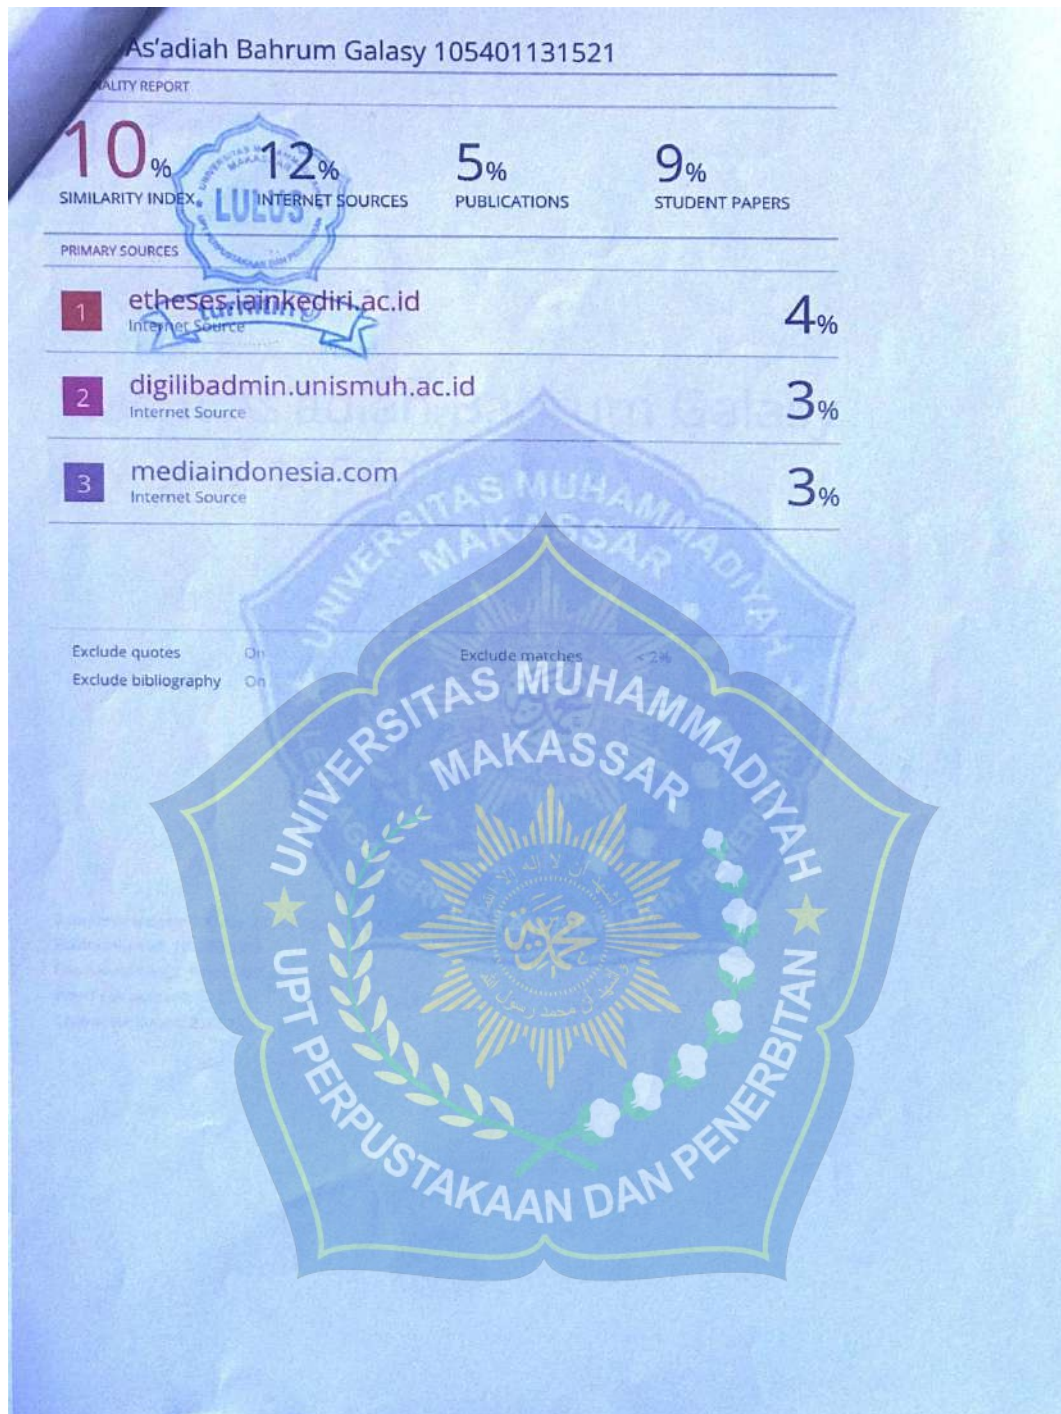 As'adiah Bahrum Galasy 105401131521
ALITY REPORT
10%
SIMILARITY INDEX
12%
INTERNET SOURCES
5%
PUBLICATIONS
9%
STUDENT PAPERS
LULUS
PRIMARY SOURCES
1
etheses.iainkediri.ac.id
Internet Source
4%
2
digilibadmin.unismuh.ac.id
Internet Source
3%
3
mediaindonesia.com
Internet Source
3%
Exclude quotes On
Exclude matches < 2%
Exclude bibliography On
UNIVERSITAS MUHAMMADIYAH
MAKASSAR
UNIVERSITAS MUHAMMADIYAH
MAKASSAR
UPT PERPUSTAKAAN DAN PENERBITAN